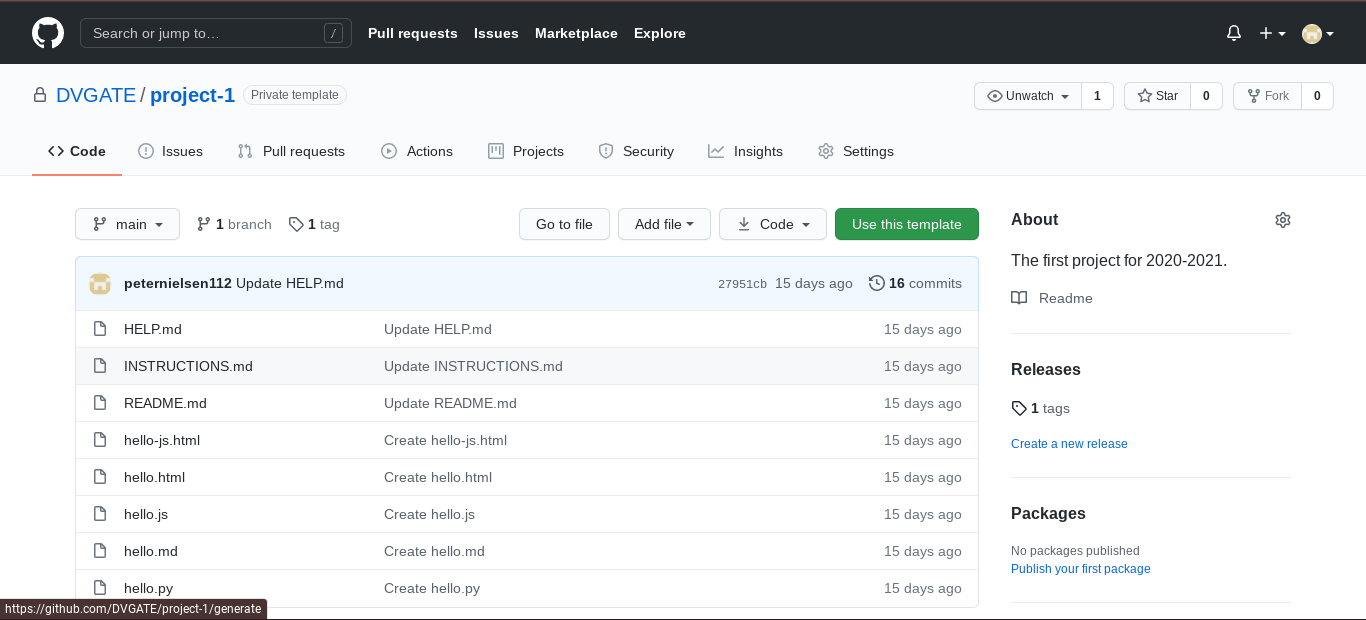 Search or jump to… / Pull requests Issues Marketplace Explore
DVGATE / project-1 Private template Unwatch 1 Star 0 Fork 0
Code Issues Pull requests Actions Projects Security Insights Settings
main 1 branch 1 tag Go to file Add file Code Use this template
peternielsen112 Update HELP.md 27951cb 15 days ago 16 commits
HELP.md Update HELP.md 15 days ago
INSTRUCTIONS.md Update INSTRUCTIONS.md 15 days ago
README.md Update README.md 15 days ago
hello-js.html Create hello-js.html 15 days ago
hello.html Create hello.html 15 days ago
hello.js Create hello.js 15 days ago
hello.md Create hello.md 15 days ago
hello.py Create hello.py 15 days ago
About
The first project for 2020-2021.
Readme
Releases
1 tags
Create a new release
Packages
No packages published
Publish your first package
https://github.com/DVGATE/project-1/generate